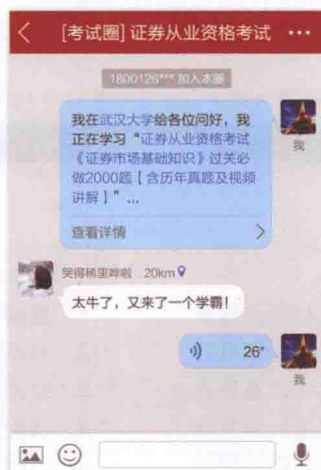 [考试圈] 证券从业资格考试
1800126*** 加入本圈
我在武汉大学给各位问好，我
正在学习“证券从业资格考试
《证券市场基础知识》过关必
做2000题【含历年真题及视频
讲解】” ...
查看详情
我
笑得稀里哗啦 20km
太牛了，又来了一个学霸！
26"
我